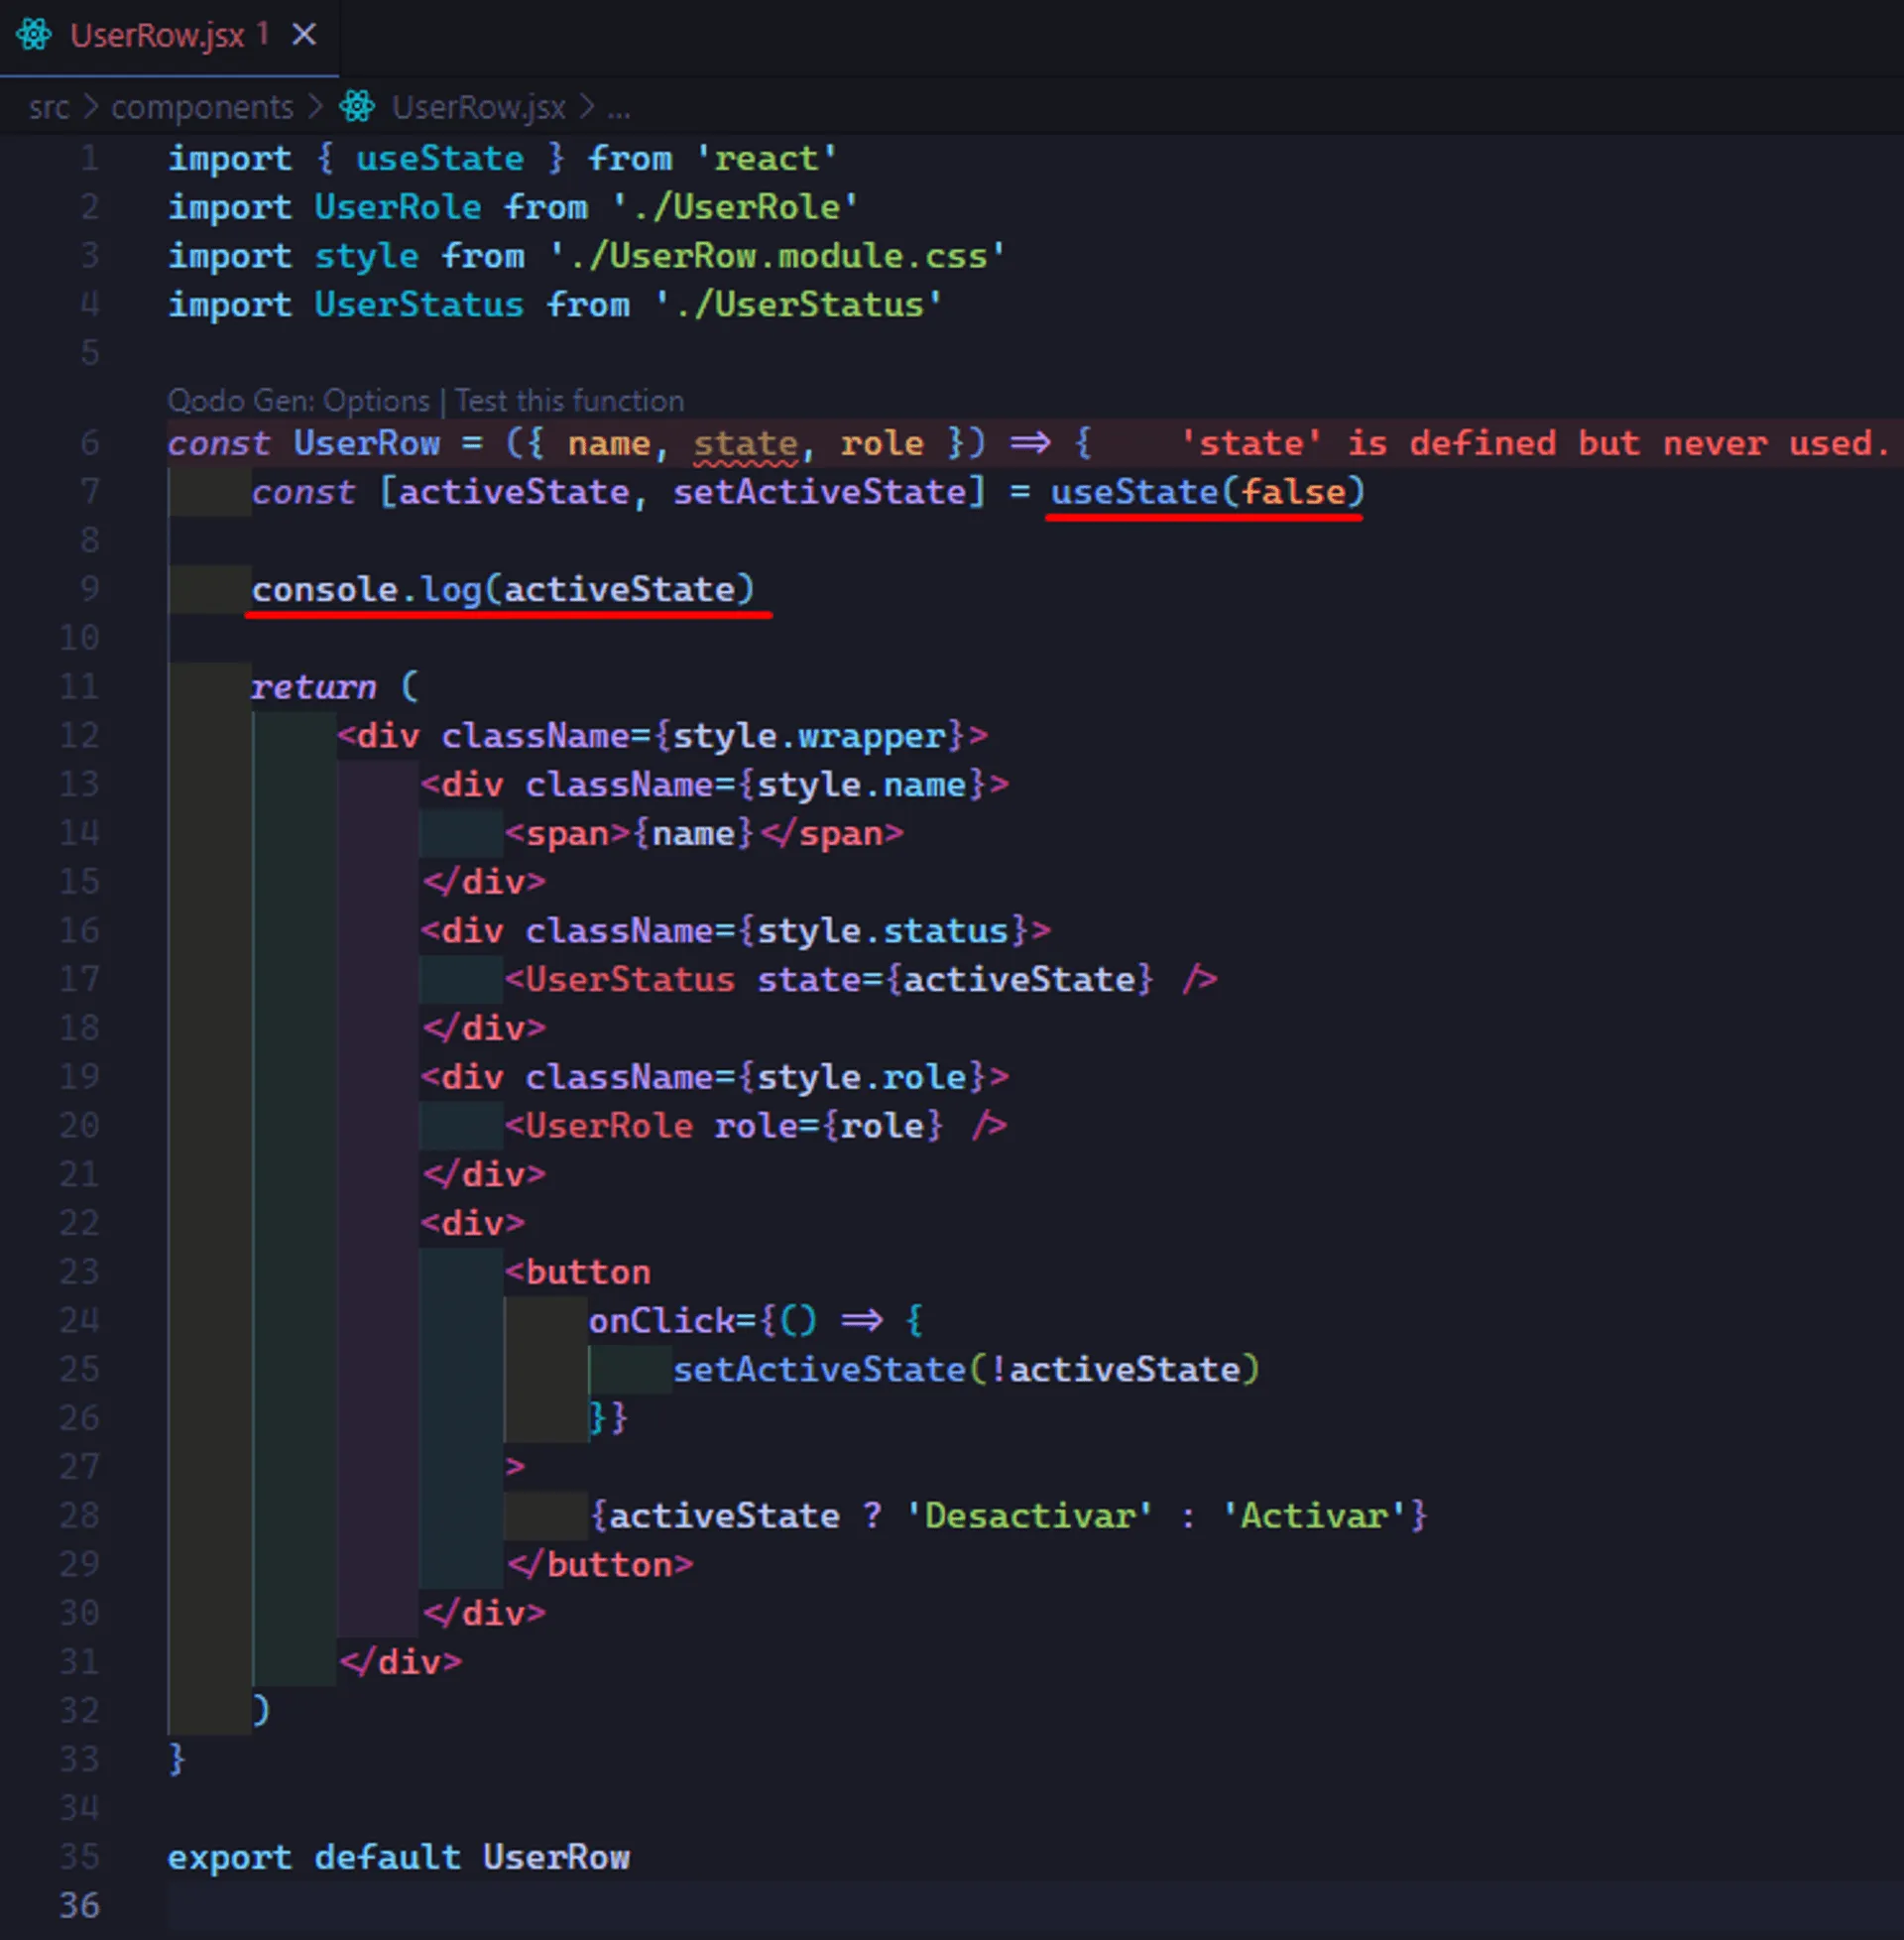 UserRow.jsx 1
src > components > UserRow.jsx > ...
1 import { useState } from 'react'
2 import UserRole from './UserRole'
3 import style from './UserRow.module.css'
4 import UserStatus from './UserStatus'
5
Qodo Gen: Options | Test this function
6 const UserRow = ({ name, state, role }) => { 'state' is defined but never used.
7 const [activeState, setActiveState] = useState(false)
8
9 console.log(activeState)
10
11 return (
12 <div className={style.wrapper}>
13 <div className={style.name}>
14 <span>{name}</span>
15 </div>
16 <div className={style.status}>
17 <UserStatus state={activeState} />
18 </div>
19 <div className={style.role}>
20 <UserRole role={role} />
21 </div>
22 <div>
23 <button
24 onClick={() => {
25 setActiveState(!activeState)
26 }}
27 >
28 {activeState ? 'Desactivar' : 'Activar'}
29 </button>
30 </div>
31 </div>
32 )
33 }
34
35 export default UserRow
36